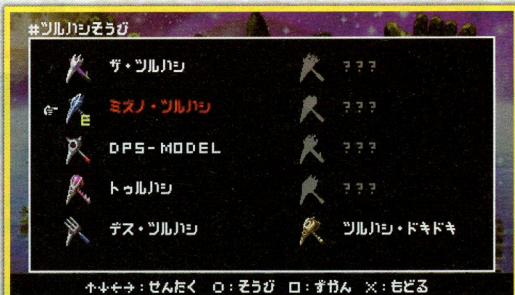 #ツルハシそうび
ザ・ツルハシ ???
E ミズノ・ツルハシ ???
DPS-MODEL ???
トゥルハシ ???
デス・ツルハシ ツルハシ・ドキドキ
↑↓←→:せんたく ○:そうび □:ずかん ×:もどる